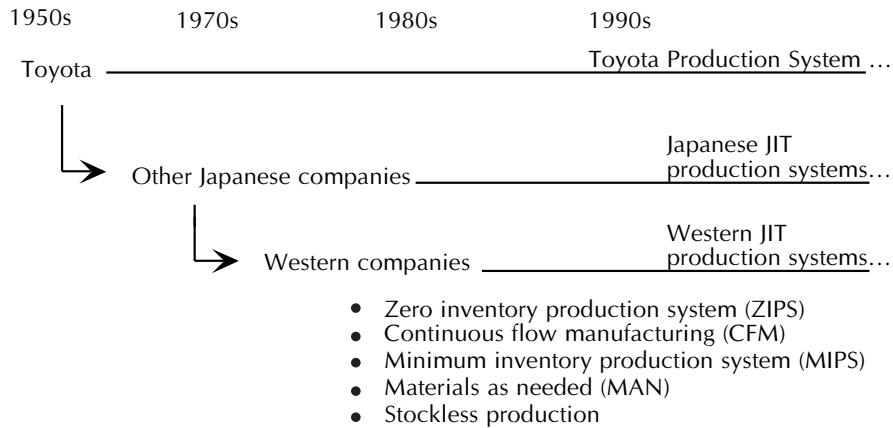 1950s 1970s 1980s 1990s
Toyota Toyota Production System ...
Japanese JIT
Other Japanese companies production systems...
Western JIT
Western companies production systems...
• Zero inventory production system (ZIPS)
• Continuous flow manufacturing (CFM)
• Minimum inventory production system (MIPS)
• Materials as needed (MAN)
• Stockless production